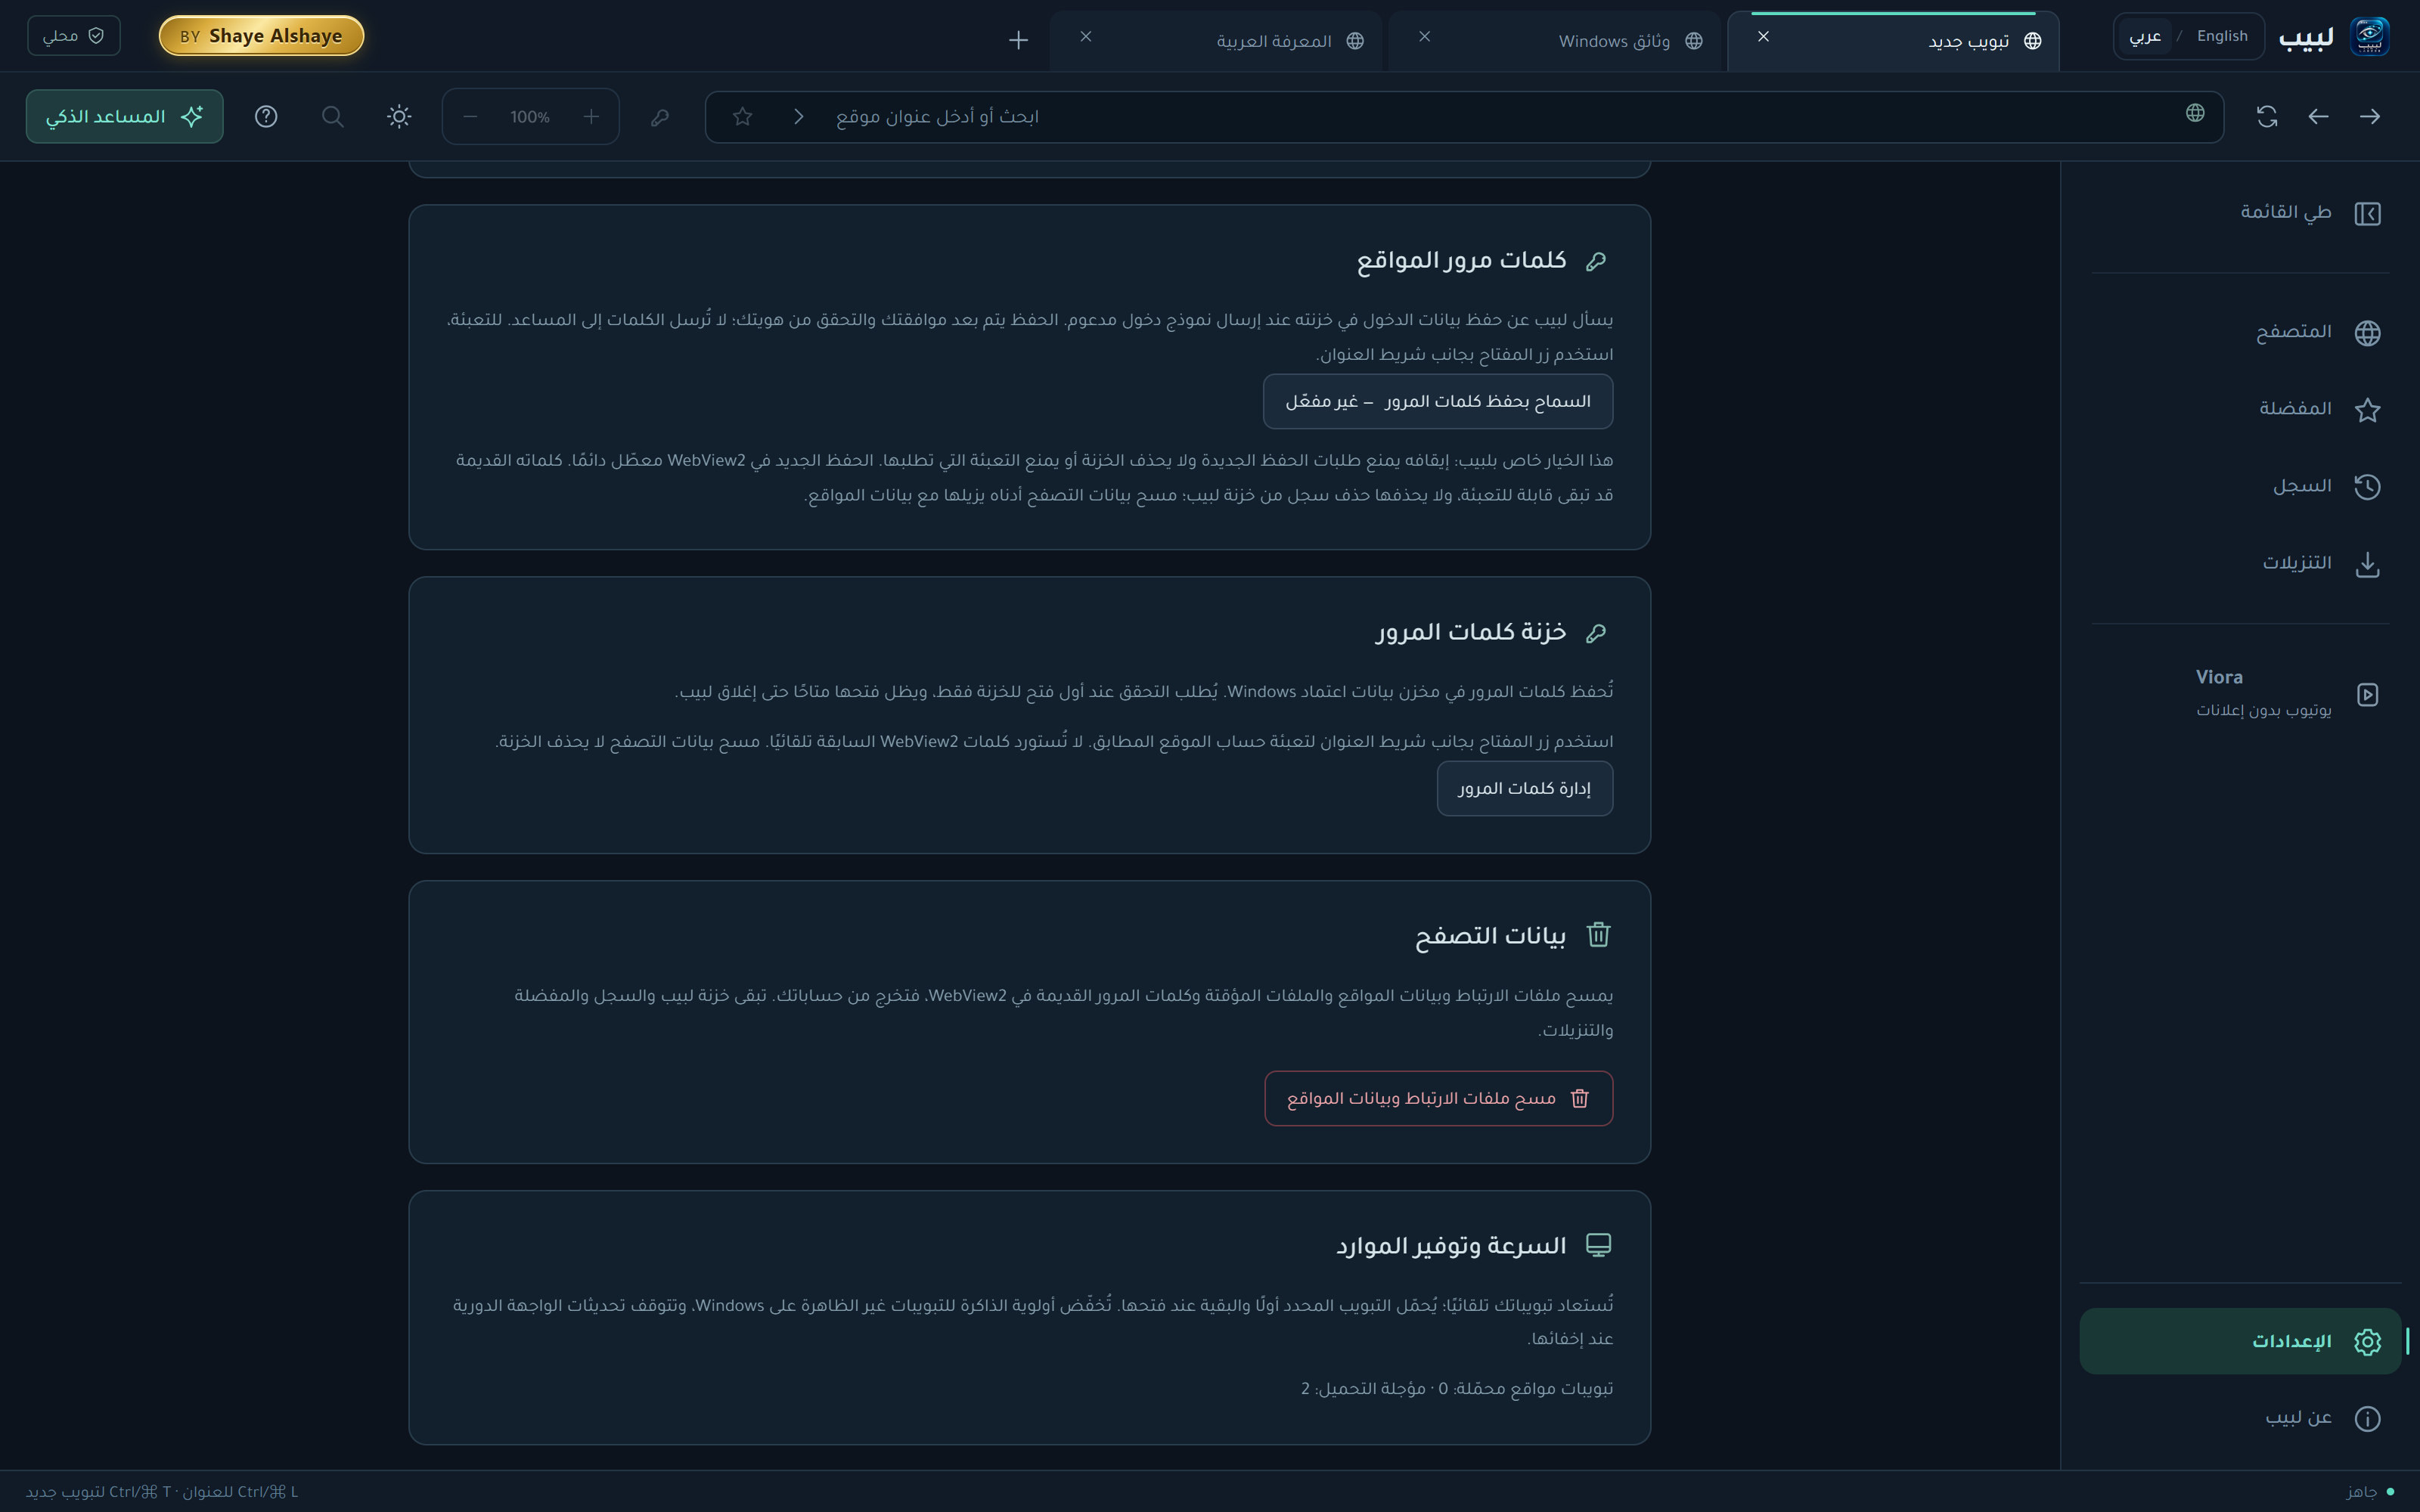 لبيب
English / عربي
تبويب جديد
وثائق Windows
المعرفة العربية
BY Shaye Alshaye
محلي
ابحث أو أدخل عنوان موقع
100%
المساعد الذكي
طي القائمة
المتصفح
المفضلة
السجل
التنزيلات
Viora
يوتيوب بدون إعلانات
الإعدادات
عن لبيب
كلمات مرور المواقع
يسأل لبيب عن حفظ بيانات الدخول في خزنته عند إرسال نموذج دخول مدعوم. الحفظ يتم بعد موافقتك والتحقق من هويتك؛ لا تُرسل الكلمات إلى المساعد. للتعبئة،
استخدم زر المفتاح بجانب شريط العنوان.
السماح بحفظ كلمات المرور – غير مفعّل
هذا الخيار خاص بلبيب: إيقافه يمنع طلبات الحفظ الجديدة ولا يحذف الخزنة أو يمنع التعبئة التي تطلبها. الحفظ الجديد في WebView2 معطّل دائمًا. كلماته القديمة
قد تبقى قابلة للتعبئة، ولا يحذفها حذف سجل من خزنة لبيب؛ مسح بيانات التصفح أدناه يزيلها مع بيانات المواقع.
خزنة كلمات المرور
تُحفظ كلمات المرور في مخزن بيانات اعتماد Windows. يُطلب التحقق عند أول فتح للخزنة فقط، ويظل فتحها متاحًا حتى إغلاق لبيب.
استخدم زر المفتاح بجانب شريط العنوان لتعبئة حساب الموقع المطابق. لا تُستورد كلمات WebView2 السابقة تلقائيًا. مسح بيانات التصفح لا يحذف الخزنة.
إدارة كلمات المرور
بيانات التصفح
يمسح ملفات الارتباط وبيانات المواقع والملفات المؤقتة وكلمات المرور القديمة في WebView2، فتخرج من حساباتك. تبقى خزنة لبيب والسجل والمفضلة
والتنزيلات.
مسح ملفات الارتباط وبيانات المواقع
السرعة وتوفير الموارد
تُستعاد تبويباتك تلقائيًا؛ يُحمّل التبويب المحدد أولًا والبقية عند فتحها. تُخفّض أولوية الذاكرة للتبويبات غير الظاهرة على Windows، وتتوقف تحديثات الواجهة الدورية
عند إخفائها.
تبويبات مواقع محمّلة: 0 · مؤجلة التحميل: 2
جاهز
Ctrl/⌘ L للعنوان · Ctrl/⌘ T لتبويب جديد